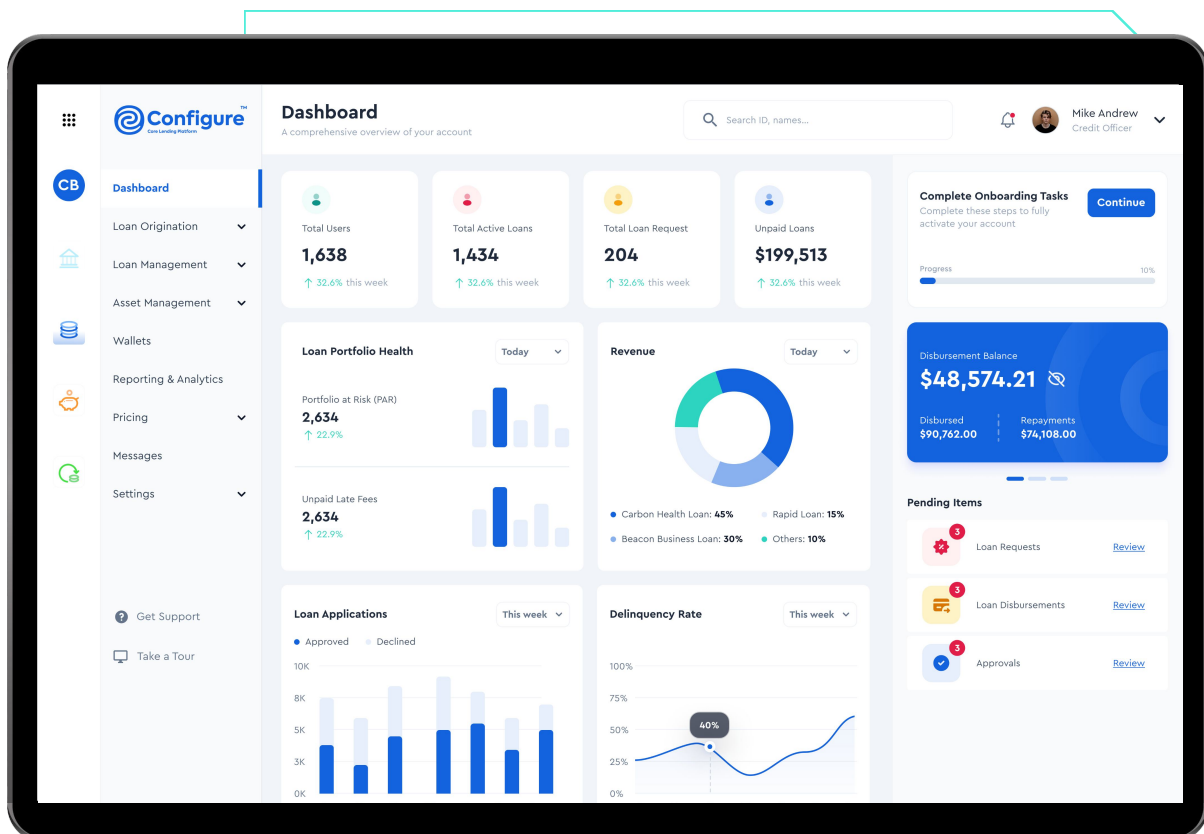 Configure™
Core Lending Platform
Dashboard
A comprehensive overview of your account
Search ID, names...
Mike Andrew
Credit Officer
CB
Dashboard
Loan Origination
Loan Management
Asset Management
Wallets
Reporting & Analytics
Pricing
Messages
Settings
Get Support
Take a Tour
Total Users
1,638
↑ 32.6% this week
Total Active Loans
1,434
↑ 32.6% this week
Total Loan Request
204
↑ 32.6% this week
Unpaid Loans
$199,513
↑ 32.6% this week
Loan Portfolio Health
Today
Portfolio at Risk (PAR)
2,634
↑ 22.9%
Unpaid Late Fees
2,634
↑ 22.9%
Revenue
Today
Carbon Health Loan: 45%
Rapid Loan: 15%
Beacon Business Loan: 30%
Others: 10%
Loan Applications
This week
Approved
Declined
10K
8K
5K
3K
0K
Delinquency Rate
This week
100%
75%
50%
25%
0%
40%
Complete Onboarding Tasks
Complete these steps to fully
activate your account
Continue
Progress
10%
Disbursement Balance
$48,574.21
Disbursed
$90,762.00
Repayments
$74,108.00
Pending Items
3
Loan Requests
Review
3
Loan Disbursements
Review
3
Approvals
Review